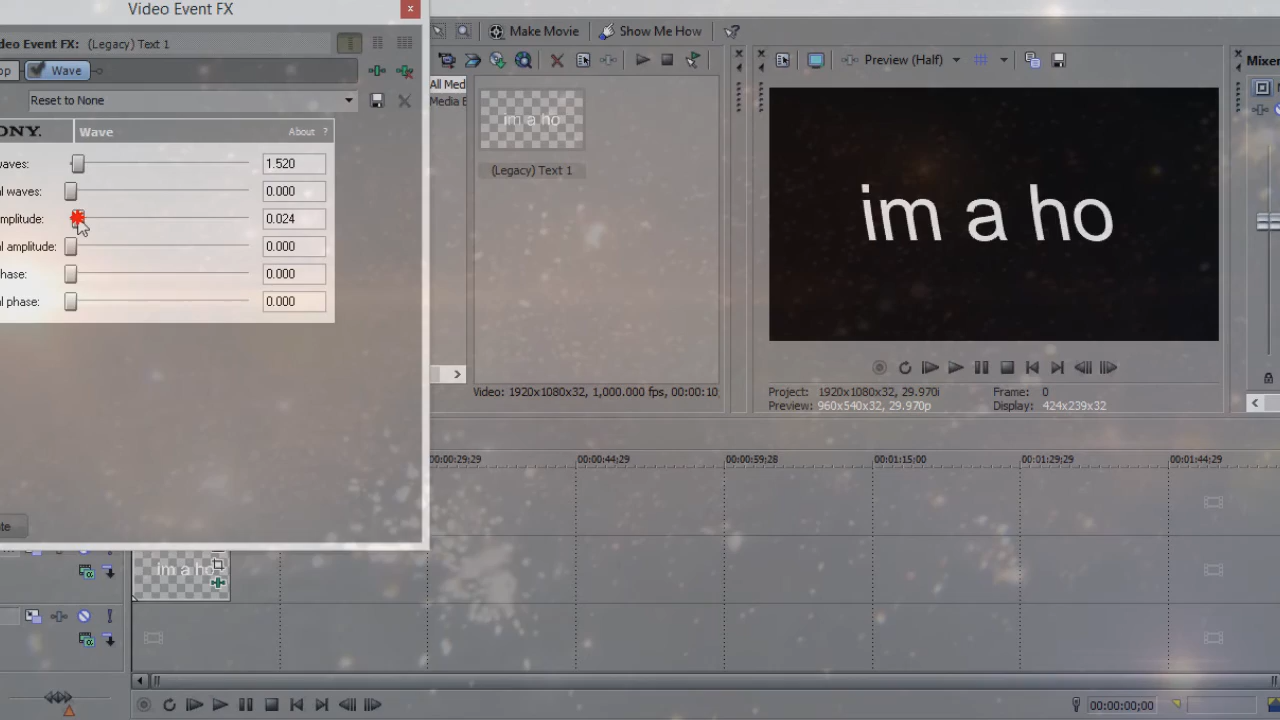 Video Event FX
deo Event FX: (Legacy) Text 1
op Wave
Reset to None
ONY. Wave About ?
waves: 1.520
al waves: 0.000
mplitude: 0.024
al amplitude: 0.000
hase: 0.000
al phase: 0.000
te
Make Movie Show Me How
All Med
Media E
im a ho
(Legacy) Text 1
Video: 1920x1080x32, 1,000.000 fps, 00:00:10
Preview (Half)
im a ho
Project: 1920x1080x32, 29.970i Frame: 0
Preview: 960x540x32, 29.970p Display: 424x239x32
Mixer
00:00:29;29 00:00:44;29 00:00:59;28 00:01:15;00 00:01:29;29 00:01:44;29
im a ho
00:00:00;00